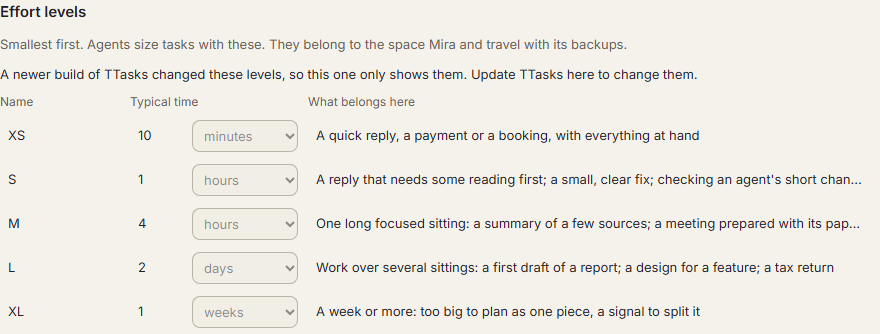 Effort levels
Smallest first. Agents size tasks with these. They belong to the space Mira and travel with its backups.
A newer build of TTasks changed these levels, so this one only shows them. Update TTasks here to change them.
Name Typical time What belongs here
XS 10 minutes A quick reply, a payment or a booking, with everything at hand
S 1 hours A reply that needs some reading first; a small, clear fix; checking an agent's short chan...
M 4 hours One long focused sitting: a summary of a few sources; a meeting prepared with its pap...
L 2 days Work over several sittings: a first draft of a report; a design for a feature; a tax return
XL 1 weeks A week or more: too big to plan as one piece, a signal to split it